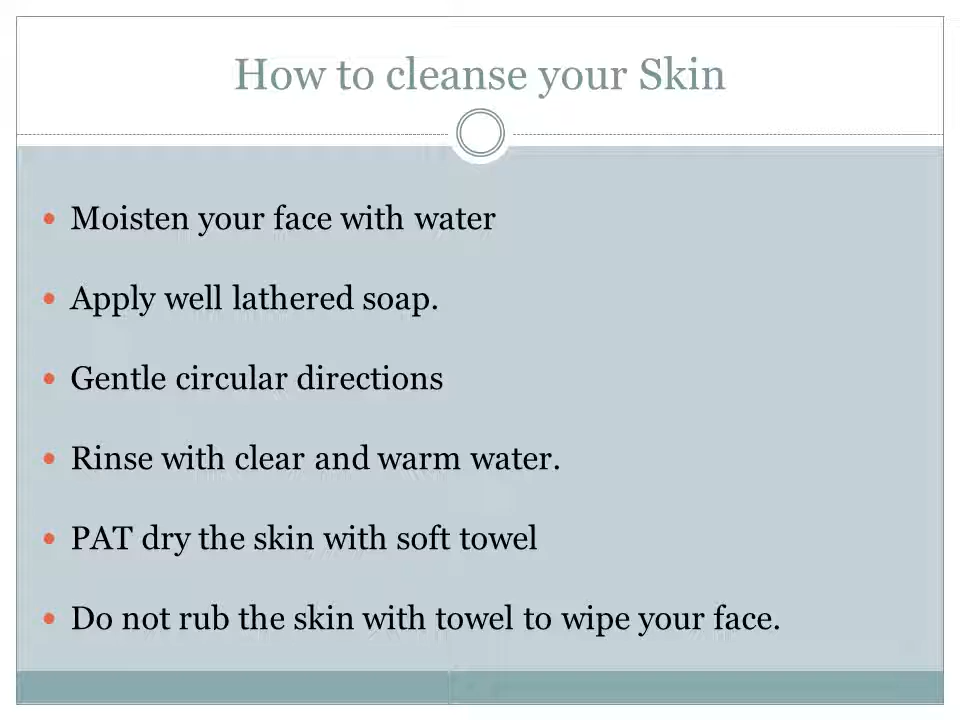 How to cleanse your Skin
Moisten your face with water
Apply well lathered soap.
Gentle circular directions
Rinse with clear and warm water.
PAT dry the skin with soft towel
Do not rub the skin with towel to wipe your face.